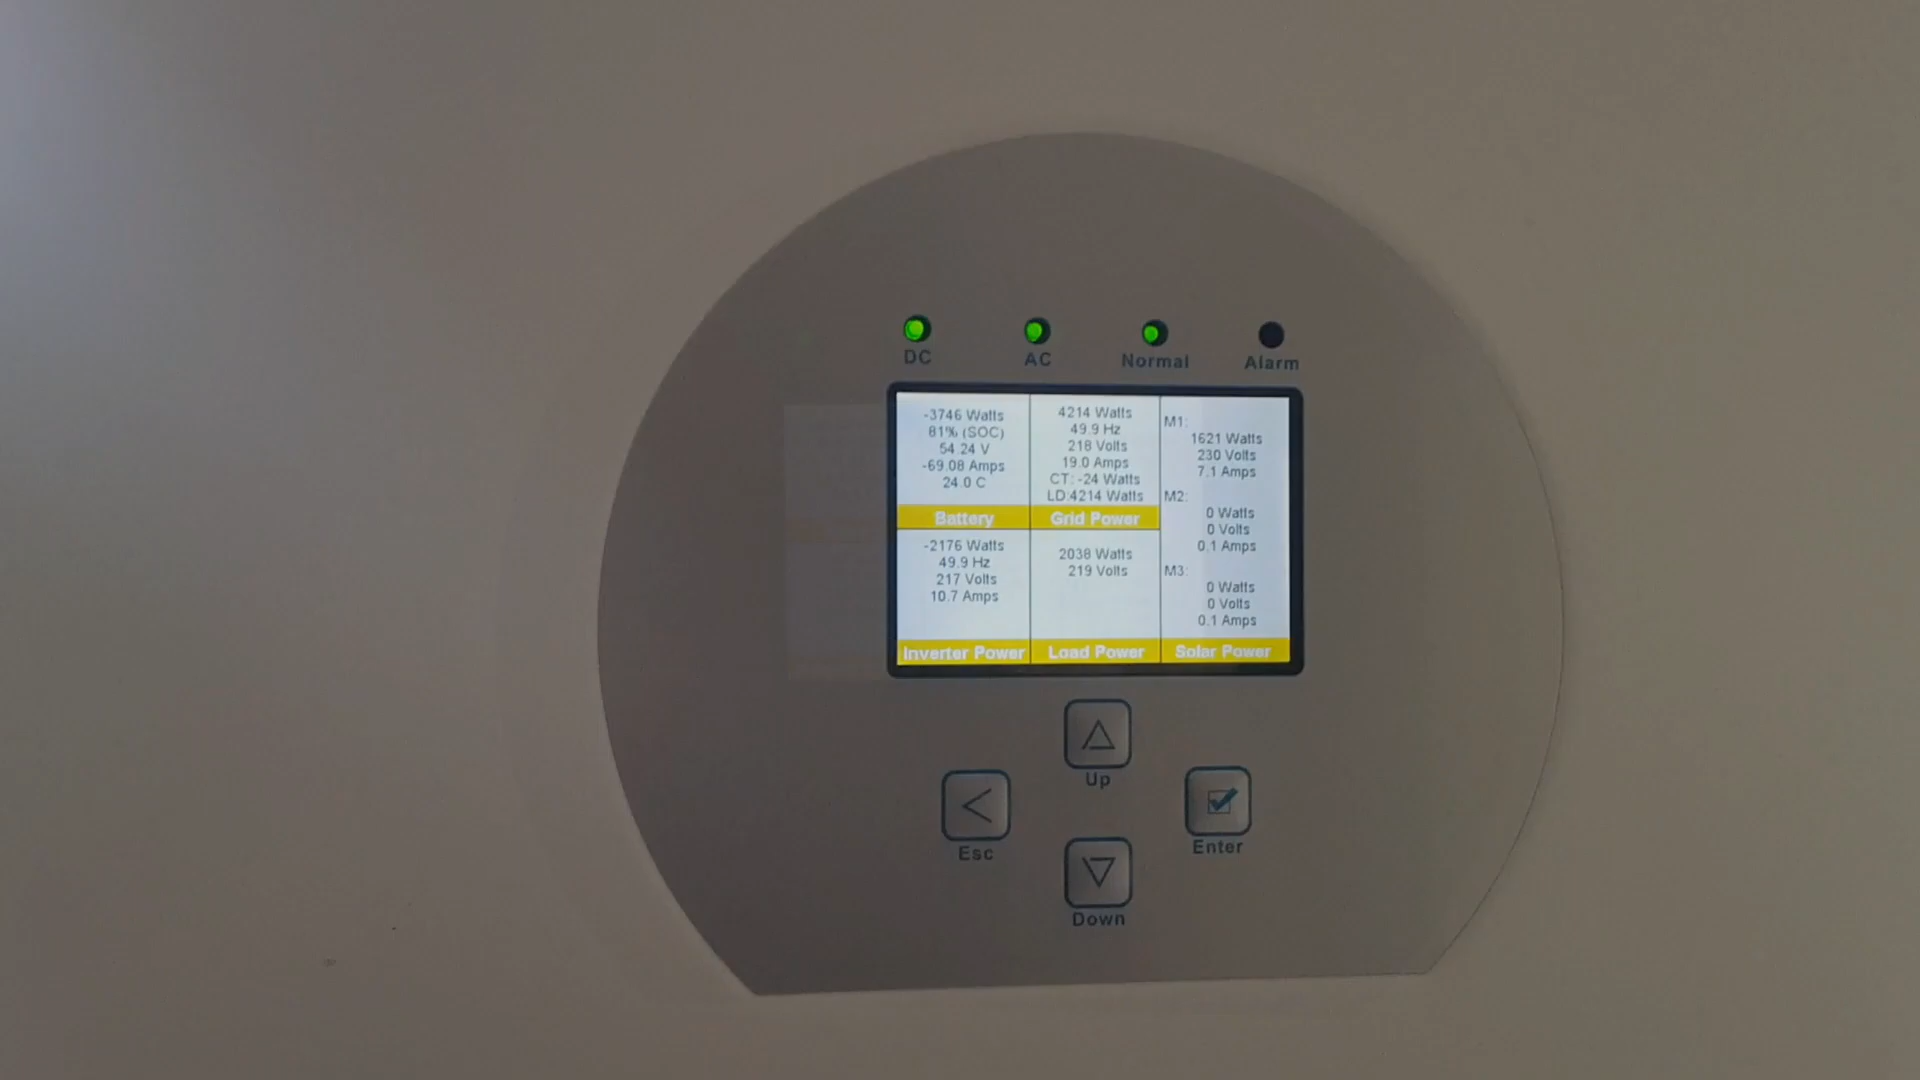 DC
AC
Normal
Alarm
-3746 Watts
81% (SOC)
54.24 V
-69.08 Amps
24.0 C
Battery
4214 Watts
49.9 Hz
218 Volts
19.0 Amps
CT: -24 Watts
LD:4214 Watts
Grid Power
-2176 Watts
49.9 Hz
217 Volts
10.7 Amps
Inverter Power
2038 Watts
219 Volts
Load Power
M1:
1621 Watts
230 Volts
7.1 Amps
M2:
0 Watts
0 Volts
0.1 Amps
M3:
0 Watts
0 Volts
0.1 Amps
Solar Power
Up
Esc
Enter
Down